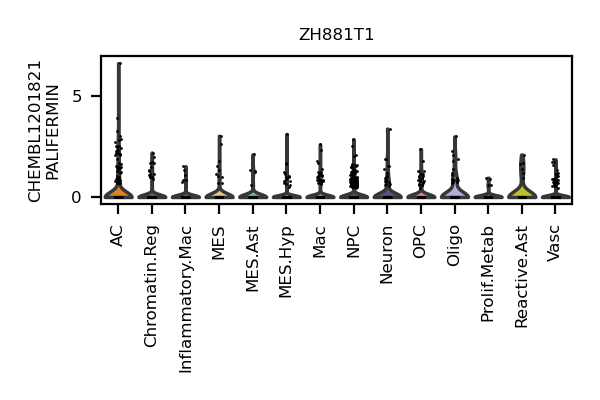 ZH881T1
CHEMBL1201821
PALIFERMIN
5
0
AC
Chromatin.Reg
Inflammatory.Mac
MES
MES.Ast
MES.Hyp
Mac
NPC
Neuron
OPC
Oligo
Prolif.Metab
Reactive.Ast
Vasc